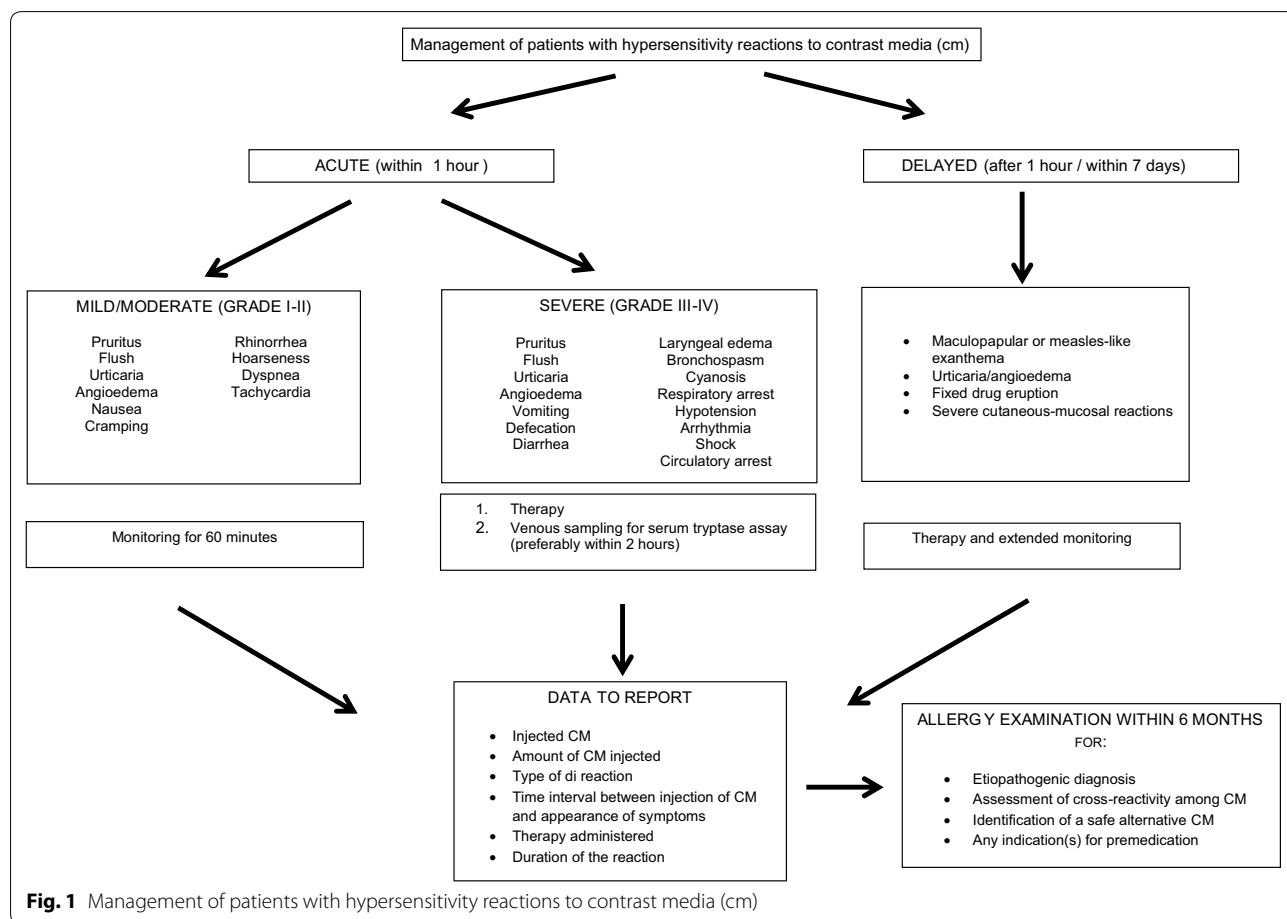 Management of patients with hypersensitivity reactions to contrast media (cm)
ACUTE (within 1 hour )
DELAYED (after 1 hour / within 7 days)
MILD/MODERATE (GRADE I-II)
Pruritus
Flush
Urticaria
Angioedema
Nausea
Cramping
Rhinorrhea
Hoarseness
Dyspnea
Tachycardia
SEVERE (GRADE III-IV)
Pruritus
Flush
Urticaria
Angioedema
Vomiting
Defecation
Diarrhea
Laryngeal edema
Bronchospasm
Cyanosis
Respiratory arrest
Hypotension
Arrhythmia
Shock
Circulatory arrest
• Maculopapular or measles-like
exanthema
• Urticaria/angioedema
• Fixed drug eruption
• Severe cutaneous-mucosal reactions
Monitoring for 60 minutes
1. Therapy
2. Venous sampling for serum tryptase assay
(preferably within 2 hours)
Therapy and extended monitoring
DATA TO REPORT
• Injected CM
• Amount of CM injected
• Type of di reaction
• Time interval between injection of CM
and appearance of symptoms
• Therapy administered
• Duration of the reaction
ALLERGY EXAMINATION WITHIN 6 MONTHS
FOR:
• Etiopathogenic diagnosis
• Assessment of cross-reactivity among CM
• Identification of a safe alternative CM
• Any indication(s) for premedication
Fig. 1 Management of patients with hypersensitivity reactions to contrast media (cm)